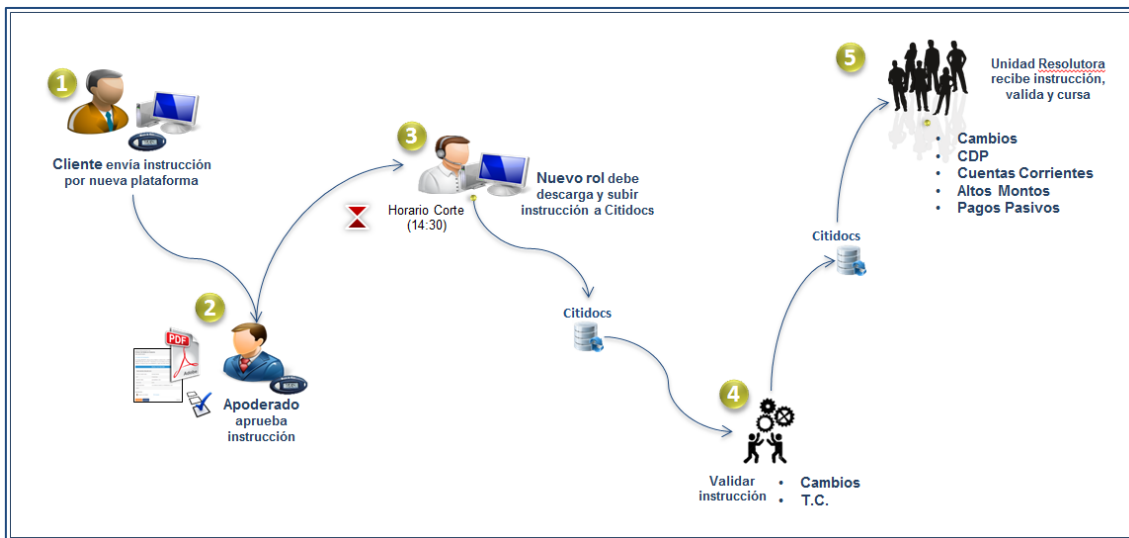 1
Cliente envía instrucción
por nueva plataforma
2
PDF
Adobe
Apoderado
aprueba
instrucción
3
Nuevo rol debe
descarga y subir
instrucción a Citidocs
Horario Corte
(14:30)
Citidocs
4
Validar
instrucción
• Cambios
• T.C.
Citidocs
5
Unidad Resolutora
recibe instrucción,
valida y cursa
• Cambios
• CDP
• Cuentas Corrientes
• Altos Montos
• Pagos Pasivos